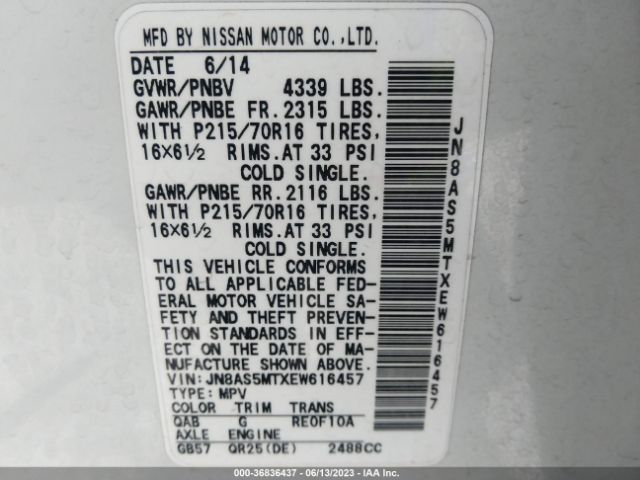 MFD BY NISSAN MOTOR CO.,LTD.
DATE 6/14
GVWR/PNBV 4339 LBS.
GAWR/PNBE FR. 2315 LBS.
WITH P215/70R16 TIRES,
16X6½ RIMS. AT 33 PSI
COLD SINGLE.
GAWR/PNBE RR. 2116 LBS.
WITH P215/70R16 TIRES,
16X6½ RIMS. AT 33 PSI
COLD SINGLE.
THIS VEHICLE CONFORMS
TO ALL APPLICABLE FED-
ERAL MOTOR VEHICLE SA-
FETY AND THEFT PREVEN-
TION STANDARDS IN EFF-
ECT ON THE DATE OF MA-
NUFACTURE SHOWN ABOVE.
VIN: JN8AS5MTXEW616457
TYPE: MPV
COLOR TRIM TRANS
QAB G RE0F10A
AXLE ENGINE
GB57 QR25(DE) 2488CC
JN8AS5MTXEW616457
000-36836437 - 06/13/2023 - IAAI.COM